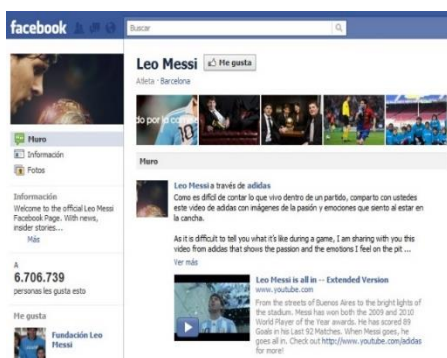 facebook
Buscar
Leo Messi
Me gusta
Atleta · Barcelona
10
Muro
Información
Fotos
Muro
Información
Welcome to the official Leo Messi
Facebook Page. With news,
insider stories...
Más
A
6.706.739
personas les gusta esto
Me gusta
Fundación Leo
Messi
Leo Messi a través de adidas
Como es difícil de contar lo que vivo dentro de un partido, comparto con ustedes
este video de adidas con imágenes de la pasión y emociones que siento al estar en
la cancha.
As it is difficult to tell you what it's like during a game, I am sharing with you this
video from adidas that shows the passion and the emotions I feel on the pit ...
Ver más
Leo Messi is all in -- Extended Version
www.youtube.com
From the streets of Buenos Aires to the bright lights of
the stadium. Messi has won both the 2009 and 2010
World Player of the Year awards. He has scored 89
Goals in his Last 92 Matches. When Messi goes, he
goes all in. Check out http://www.youtube.com/adidas
for more!